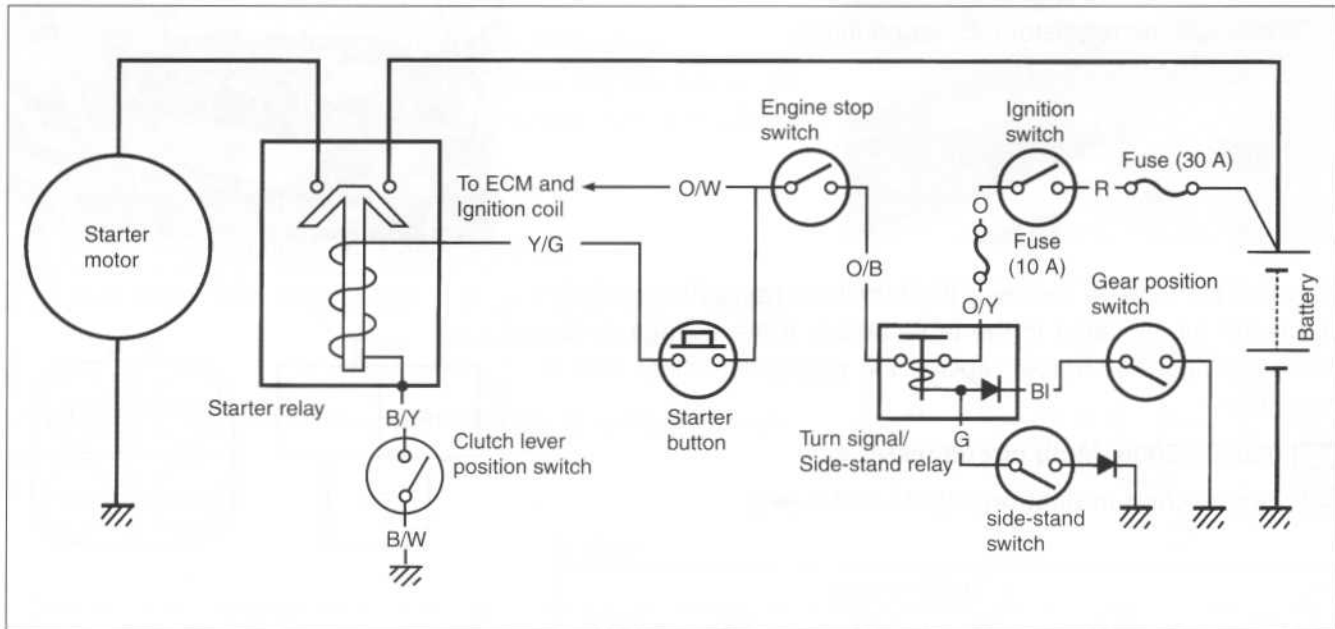 Engine stop
switch
Ignition
switch
Fuse (30 A)
To ECM and
Ignition coil
O/W
R
O
Starter
motor
Y/G
O/B
Fuse
(10 A)
O/Y
Gear position
switch
Battery
Starter relay
B/Y
Clutch lever
position switch
B/W
Starter
button
Bl
Turn signal/
Side-stand relay
G
side-stand
switch